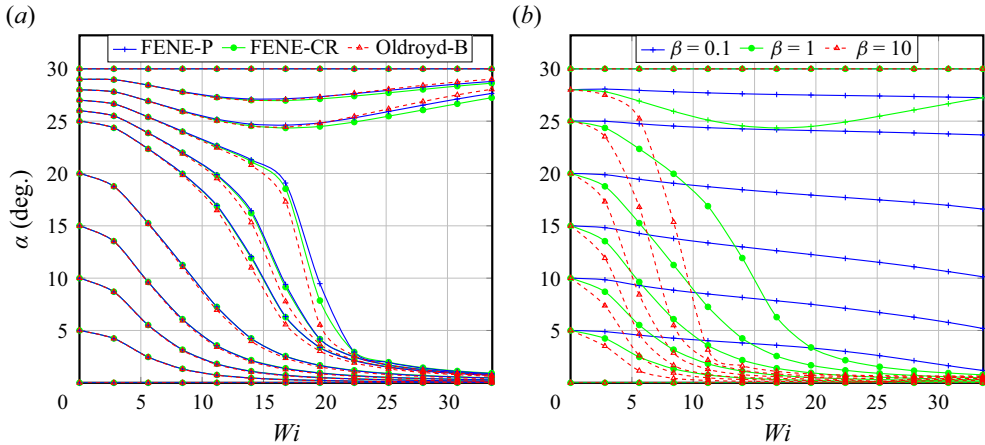 (a) (b)
FENE-P FENE-CR Oldroyd-B
β = 0.1 β = 1 β = 10
30 30
25 25
20 20
α (deg.)
15 15
10 10
5 5
0 5 10 15 20 25 30
0 5 10 15 20 25 30
Wi Wi